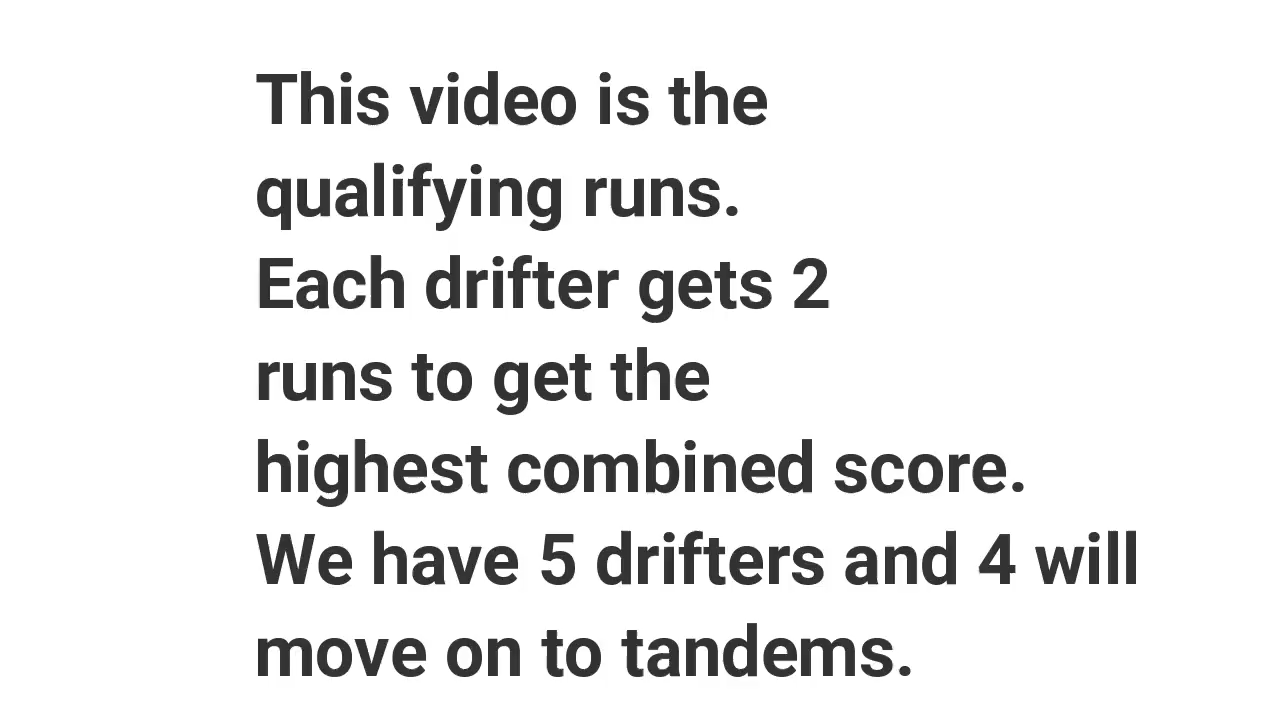 This video is the
qualifying runs.
Each drifter gets 2
runs to get the
highest combined score.
We have 5 drifters and 4 will
move on to tandems.